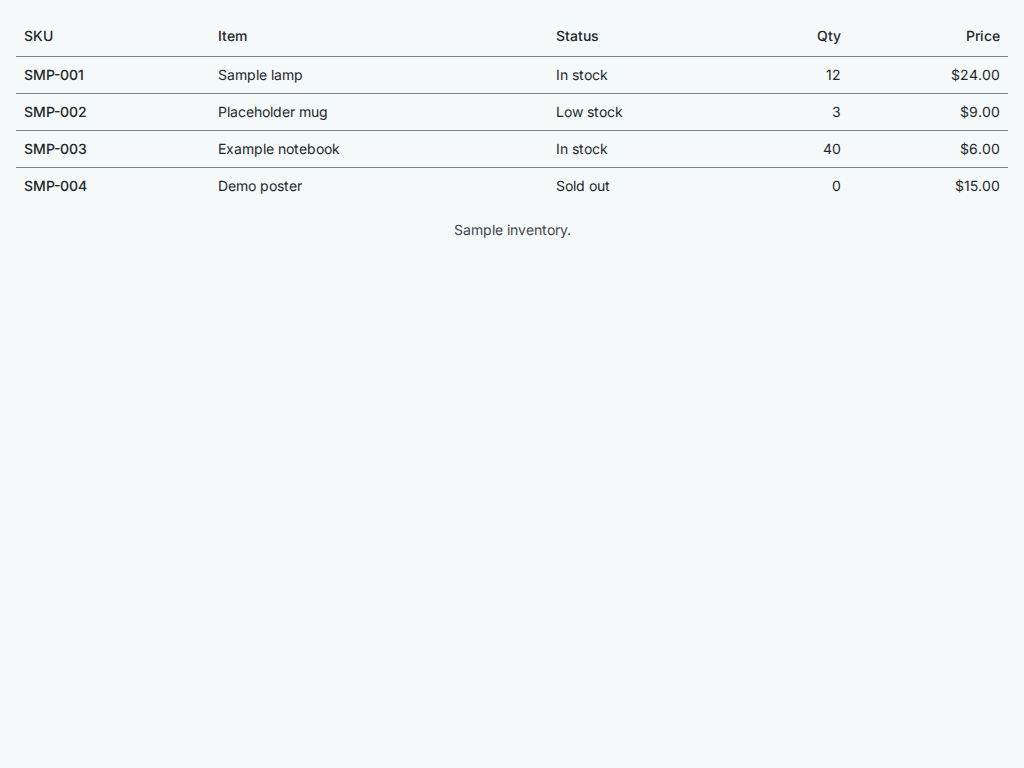 SKU Item Status Qty Price
SMP-001 Sample lamp In stock 12 $24.00
SMP-002 Placeholder mug Low stock 3 $9.00
SMP-003 Example notebook In stock 40 $6.00
SMP-004 Demo poster Sold out 0 $15.00
Sample inventory.